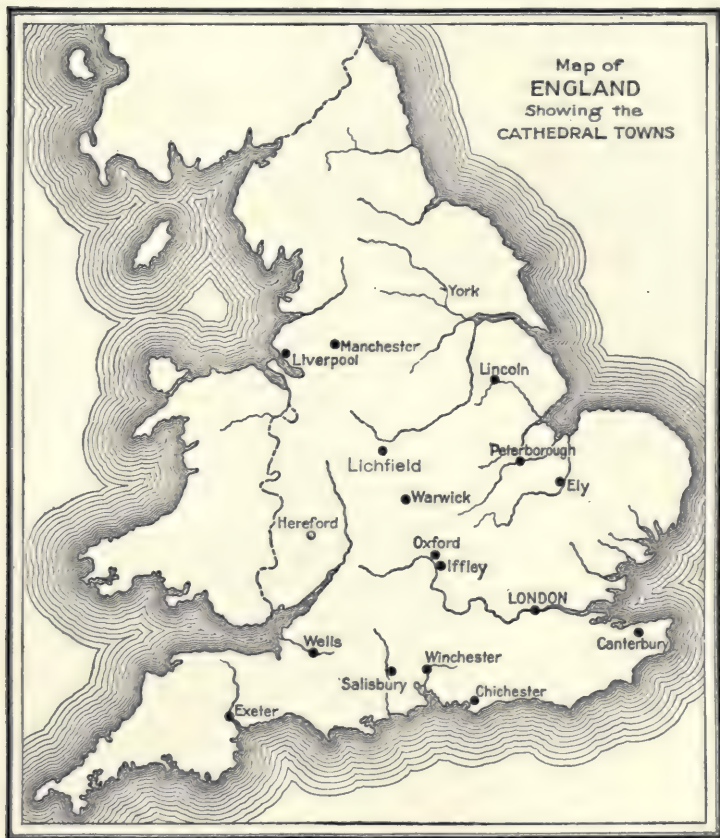 Map of
ENGLAND
Showing the
CATHEDRAL TOWNS
York
Manchester
Liverpool
Lincoln
Peterborough
Lichfield
Ely
Warwick
Hereford
Oxford
Iffley
LONDON
Canterbury
Wells
Winchester
Salisbury
Chichester
Exeter